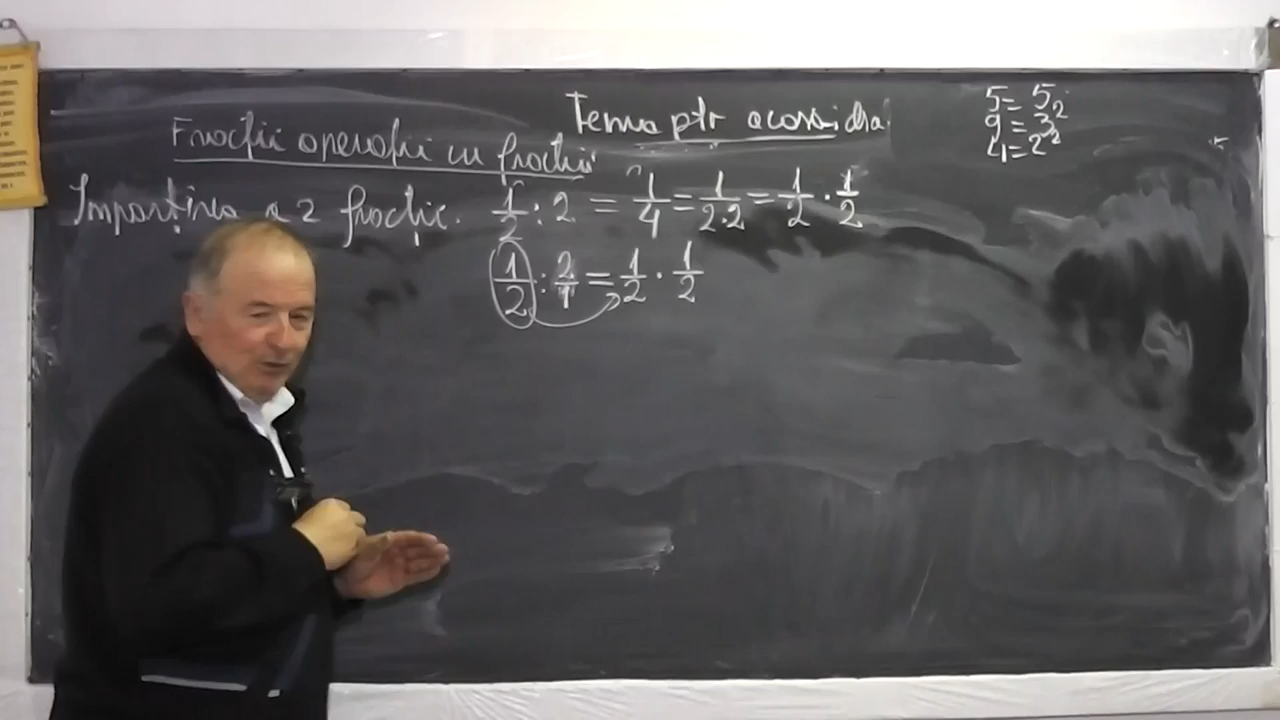 Tema ptr acasă
Fracții operații cu fracții
Împărțirea a 2 fracții. 1/2 : 2 = 1/4 = 1/2·2 = 1/2 · 1/2
1/2 : 2/1 = 1/2 · 1/2
5 = 5
9 = 3²
4 = 2²